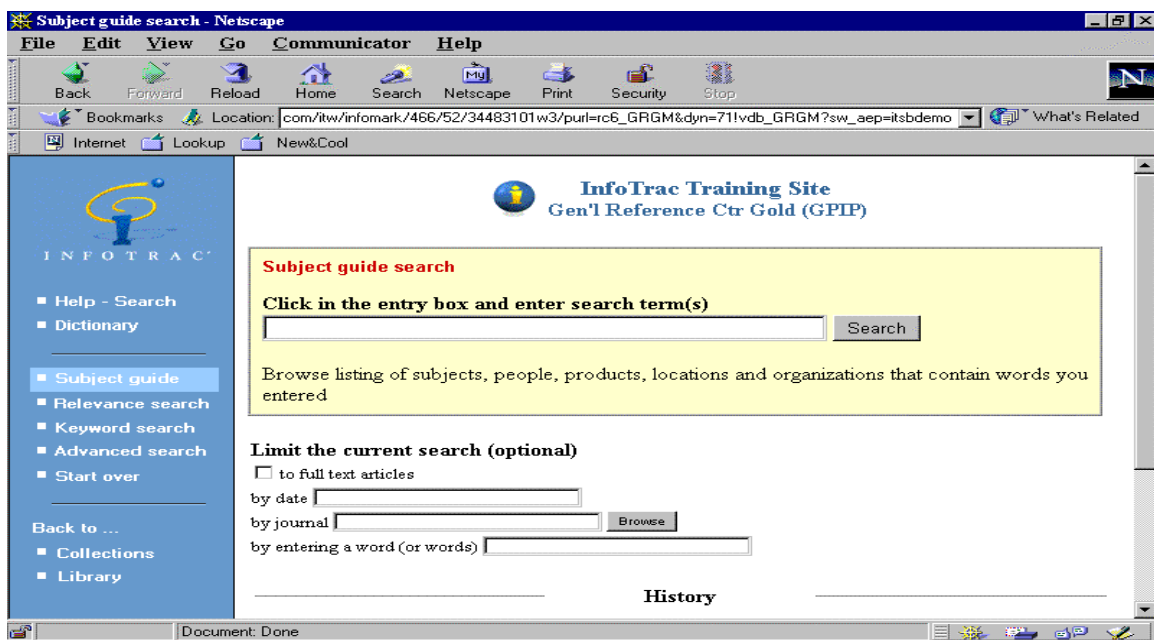 Subject guide search - Netscape
File Edit View Go Communicator Help
Back Forward Reload Home Search Netscape Print Security Stop
My
N
Bookmarks Location: com/itw/infomark/466/52/34483101w3/purl=rc6_GRGM&dyn=71!vdb_GRGM?sw_aep=itsbdemo What's Related
Internet Lookup New&Cool
INFOTRAC
Help - Search
Dictionary
Subject guide
Relevance search
Keyword search
Advanced search
Start over
Back to ...
Collections
Library
InfoTrac Training Site
Gen'l Reference Ctr Gold (GPIP)
Subject guide search
Click in the entry box and enter search term(s)
Search
Browse listing of subjects, people, products, locations and organizations that contain words you
entered
Limit the current search (optional)
to full text articles
by date
by journal Browse
by entering a word (or words)
History
Document: Done